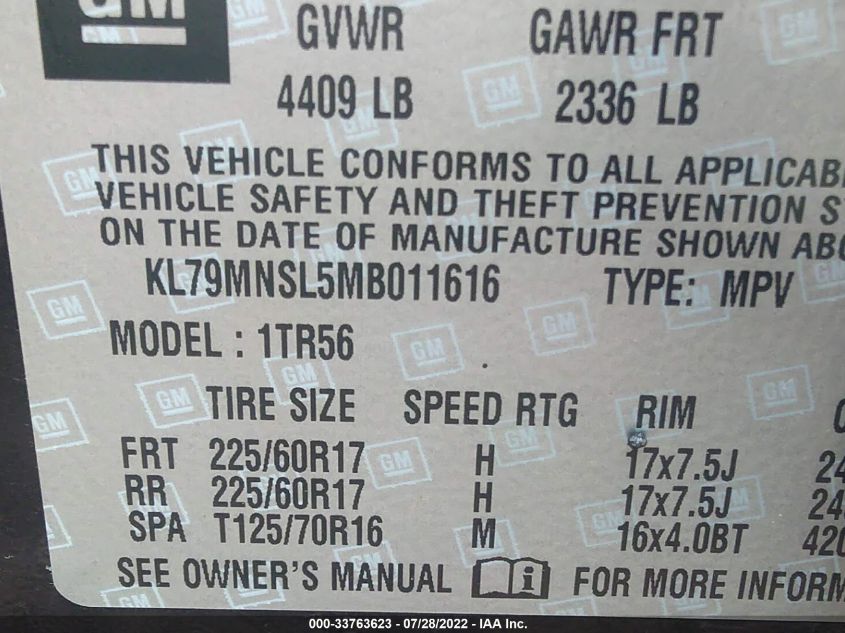 GM
GVWR GAWR FRT
4409 LB 2336 LB
THIS VEHICLE CONFORMS TO ALL
VEHICLE SAFETY AND THEFT PREVENTION
ON THE DATE OF MANUFACTURE SHOWN
KL79MNSL5MB011616 TYPE: MPV
MODEL : 1TR56
TIRE SIZE SPEED RTG RIM
FRT 225/60R17 H 17x7.5J
RR 225/60R17 H 17x7.5J
SPA T125/70R16 M 16x4.0BT
SEE OWNER'S MANUAL FOR MORE
000-33763623 / 07/28/2022 - IAA Inc.